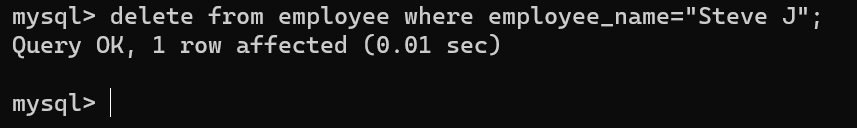 mysql> delete from employee where employee_name="Steve J";
Query OK, 1 row affected (0.01 sec)
mysql>